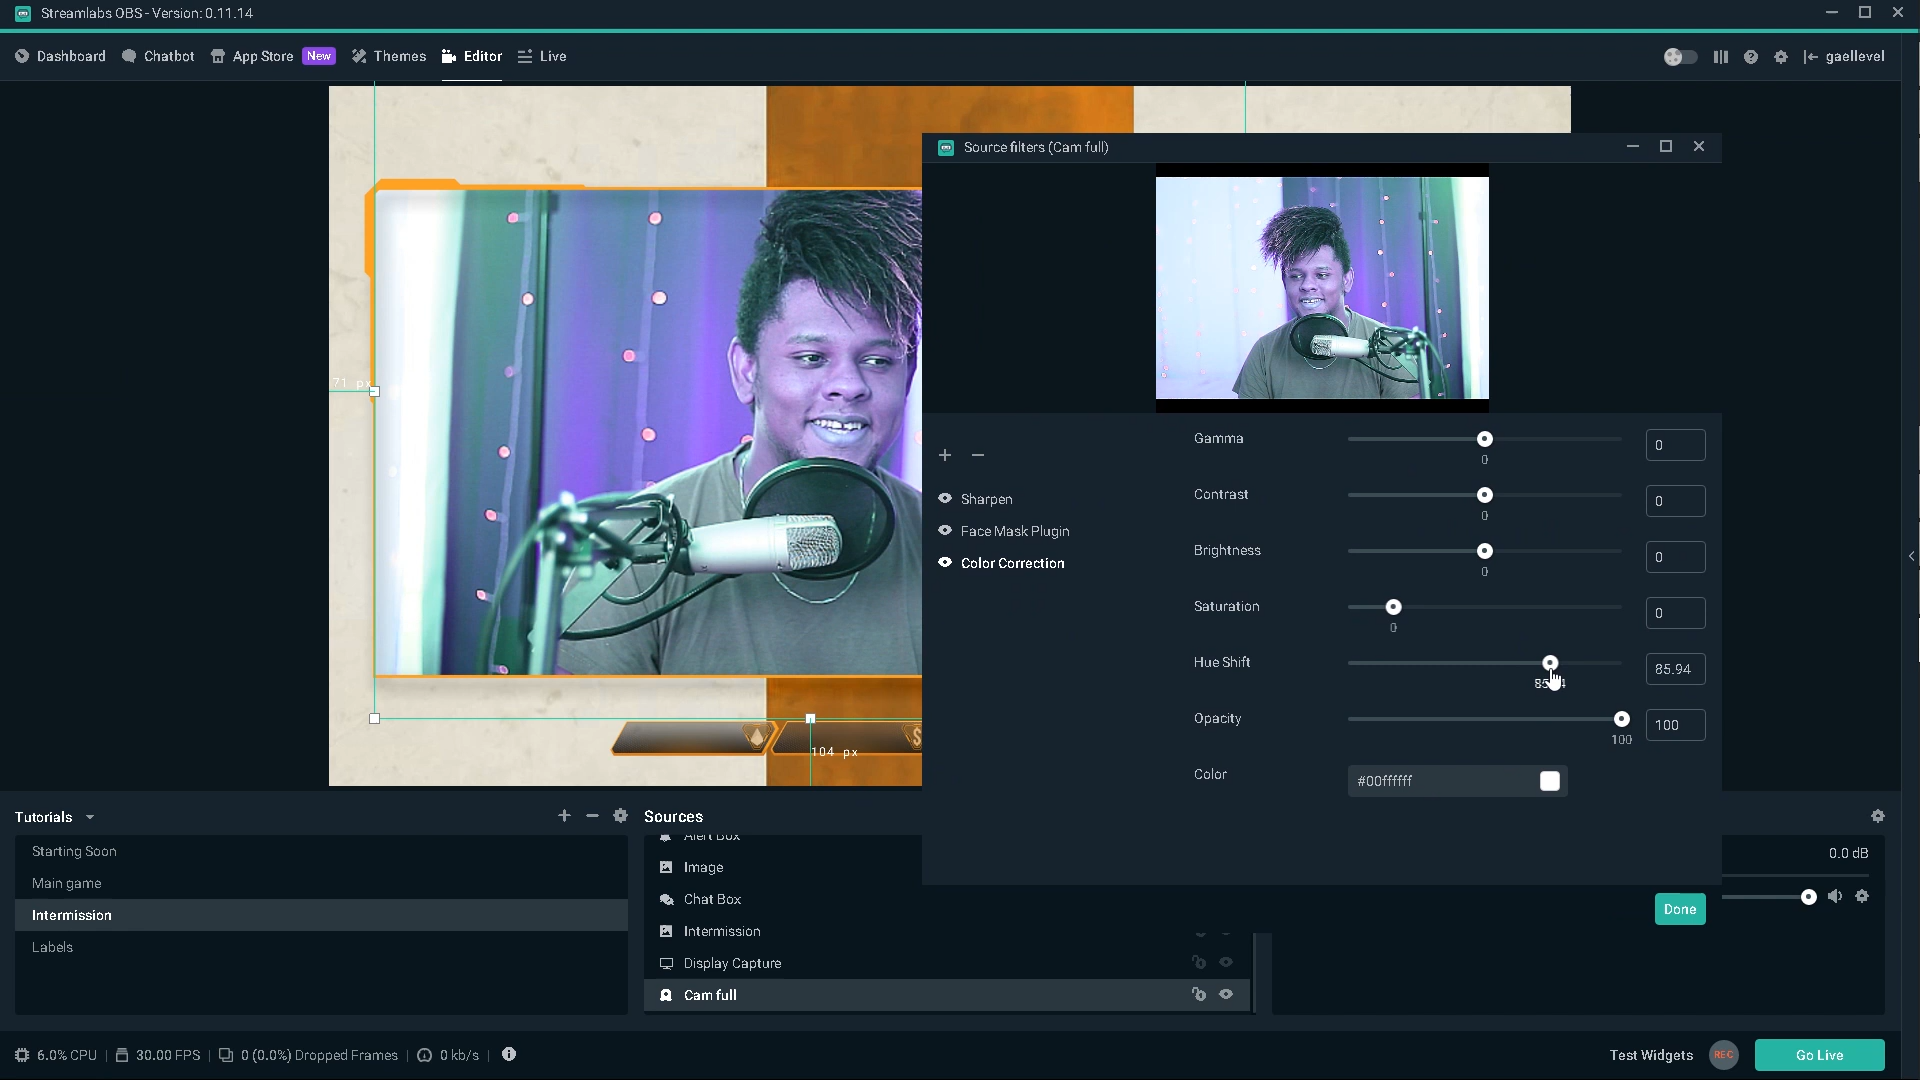 Streamlabs OBS - Version: 0.11.14
Dashboard
Chatbot
App Store
New
Themes
Editor
Live
gaellevel
Source filters (Cam full)
71 px
104 px
Sharpen
Face Mask Plugin
Color Correction
Gamma
0
0
Contrast
0
0
Brightness
0
0
Saturation
0
0
Hue Shift
85.94
Opacity
100
100
Color
#00ffffff
Done
Tutorials
Starting Soon
Main game
Intermission
Labels
Sources
Alert Box
Image
Chat Box
Intermission
Display Capture
Cam full
0.0 dB
6.0% CPU
30.00 FPS
0 (0.0%) Dropped Frames
0 kb/s
Test Widgets
REC
Go Live